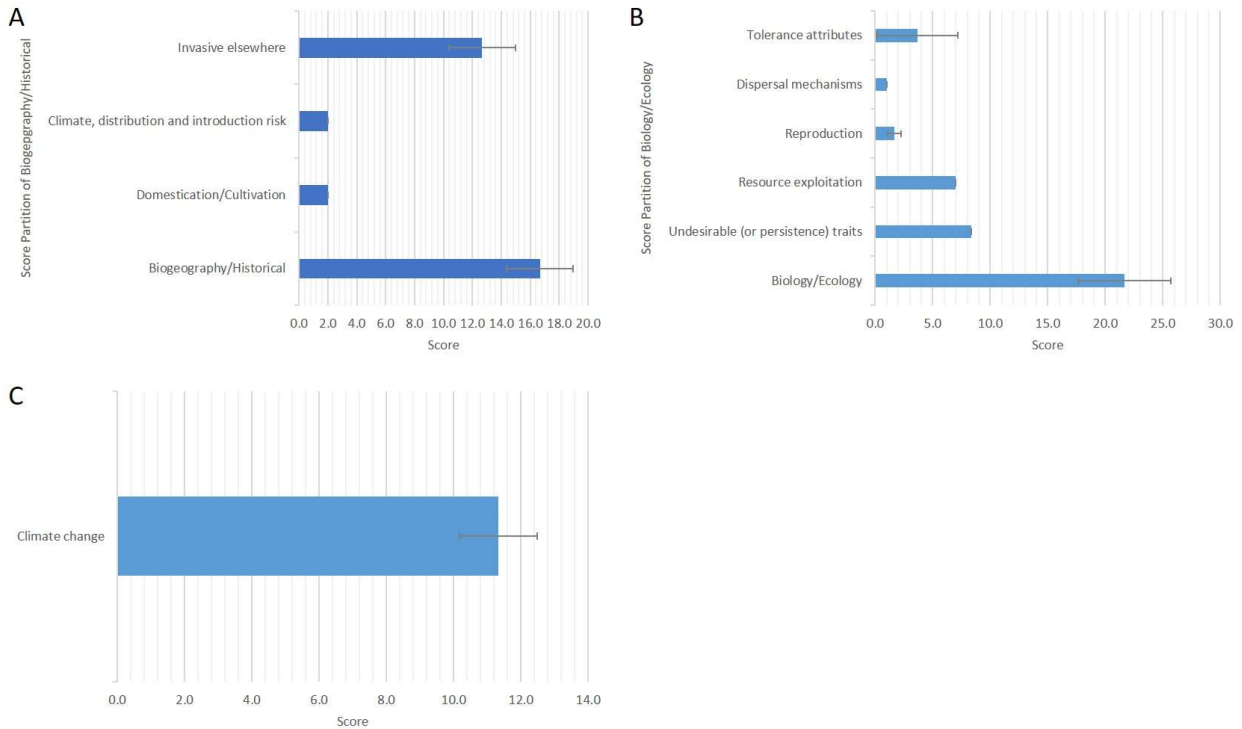 A
Score Partition of Biogepgraphy/Historical
Invasive elsewhere
Climate, distribution and introduction risk
Domestication/Cultivation
Biogeography/Historical
0.0 2.0 4.0 6.0 8.0 10.0 12.0 14.0 16.0 18.0 20.0
Score
B
Score Partition of Biology/Ecology
Tolerance attributes
Dispersal mechanisms
Reproduction
Resource exploitation
Undesirable (or persistence) traits
Biology/Ecology
0.0 5.0 10.0 15.0 20.0 25.0 30.0
Score
C
Climate change
0.0 2.0 4.0 6.0 8.0 10.0 12.0 14.0
Score